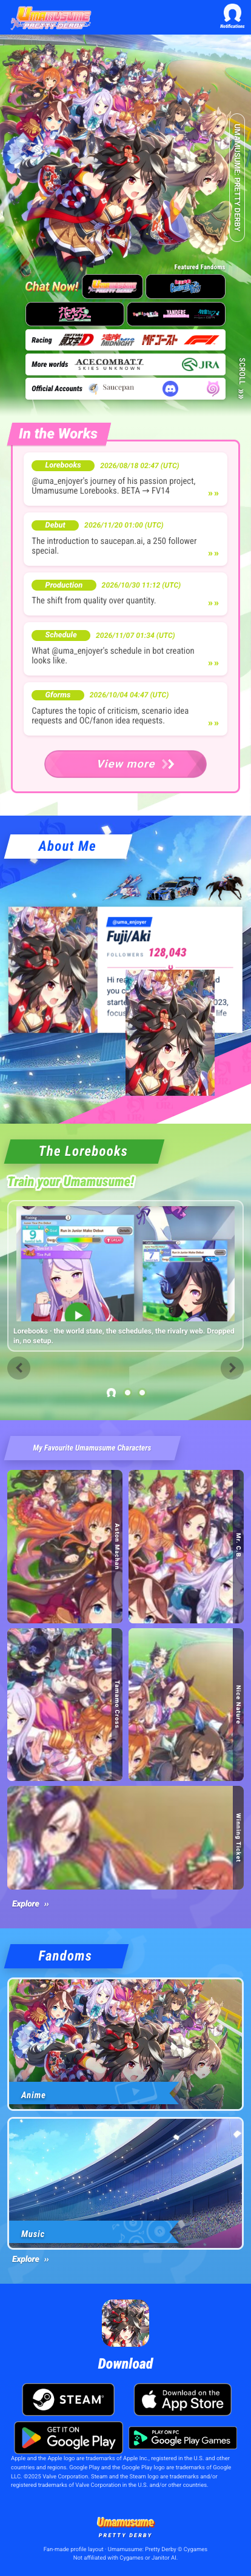 Umamusume
PRETTY DERBY
Notifications
UMAMUSUME: PRETTY DERBY
Featured Fandoms
Chat Now!
Umamusume
PRETTY DERBY
Racing
MIDNIGHT
MFゴースト
F1
More worlds
ACE COMBAT 7
SKIES UNKNOWN
JRA
Official Accounts
Saucepan
SCROLL
In the Works
Lorebooks
2026/08/18 02:47 (UTC)
@uma_enjoyer's journey of his passion project,
Umamusume Lorebooks. BETA → FV14
Debut
2026/11/20 01:00 (UTC)
The introduction to saucepan.ai, a 250 follower
special.
Production
2026/10/30 11:12 (UTC)
The shift from quality over quantity.
Schedule
2026/11/07 01:34 (UTC)
What @uma_enjoyer's schedule in bot creation
looks like.
Gforms
2026/10/04 04:47 (UTC)
Captures the topic of criticism, scenario idea
requests and OC/fanon idea requests.
View more
About Me
@uma_enjoyer
Fuji/Aki
FOLLOWERS 128,043
The Lorebooks
Train your Umamusume!
Lorebooks - the world state, the schedules, the rivalry web. Dropped
in, no setup.
My Favourite Umamusume Characters
Aston Machan
Mr. C.B.
Tamamo Cross
Nice Nature
Winning Ticket
Explore ››
Fandoms
Anime
Music
Explore ››
Download
STEAM
Download on the
App Store
GET IT ON
Google Play
PLAY ON PC
Google Play Games
Apple and the Apple logo are trademarks of Apple Inc., registered in the U.S. and other
countries and regions. Google Play and the Google Play logo are trademarks of Google
LLC. ©2025 Valve Corporation. Steam and the Steam logo are trademarks and/or
registered trademarks of Valve Corporation in the U.S. and/or other countries.
Umamusume
PRETTY DERBY
Fan-made profile layout · Umamusume: Pretty Derby © Cygames
Not affiliated with Cygames or Janitor AI.